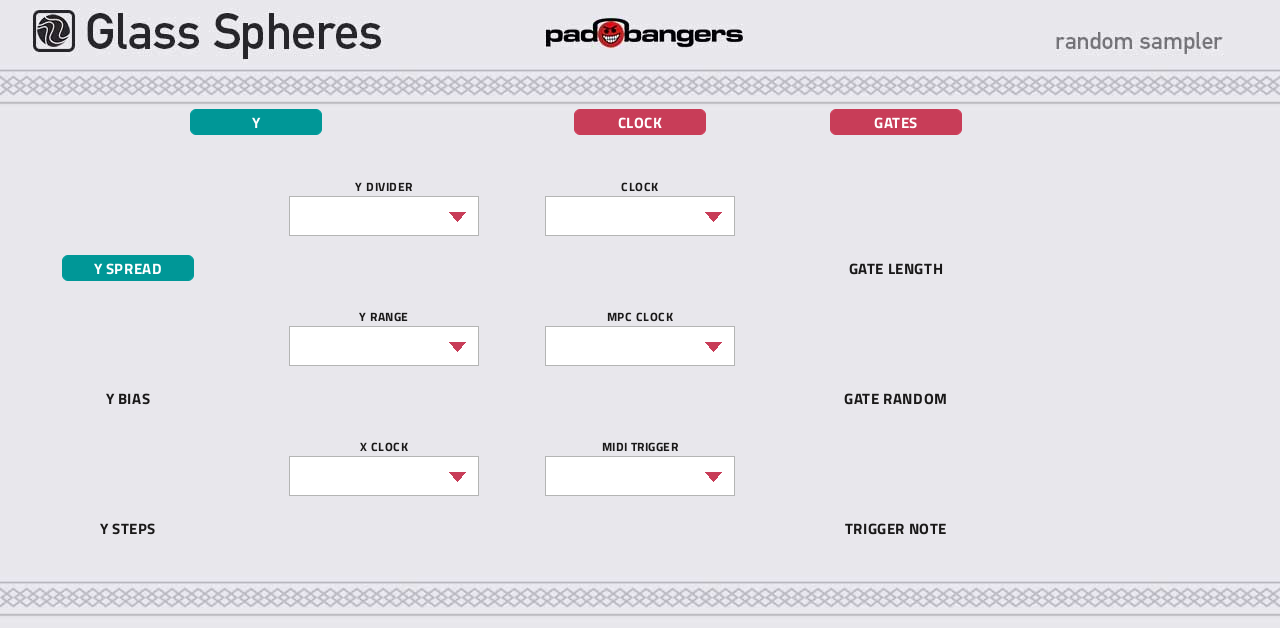 Glass Spheres
padbangers
random sampler
Y
CLOCK
GATES
Y DIVIDER
CLOCK
Y SPREAD
GATE LENGTH
Y RANGE
MPC CLOCK
Y BIAS
GATE RANDOM
X CLOCK
MIDI TRIGGER
Y STEPS
TRIGGER NOTE